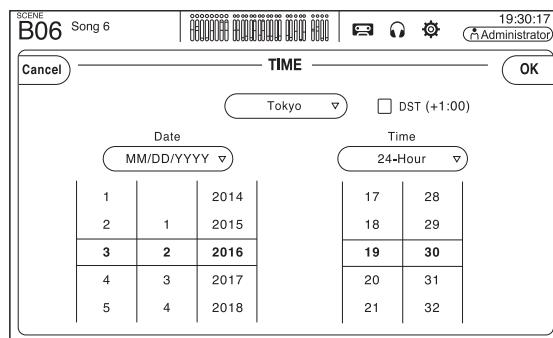 SCENE
B06 Song 6
19:30:17
Administrator
Cancel
TIME
OK
Tokyo
DST (+1:00)
Date
Time
MM/DD/YYYY
24-Hour
1 2014 17 28
2 1 2015 18 29
3 2 2016 19 30
4 3 2017 20 31
5 4 2018 21 32